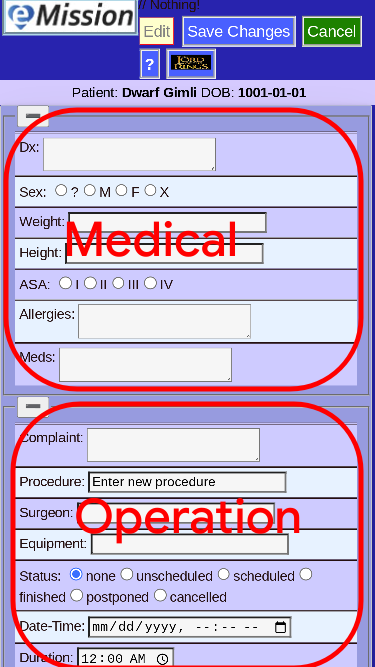 eMission
// Nothing!
Edit Save Changes Cancel
? LORD OF THE RINGS
Patient: Dwarf Gimli DOB: 1001-01-01
Dx:
Sex: ? M F X
Weight:
Medical
Height:
ASA: I II III IV
Allergies:
Meds:
Complaint:
Procedure: Enter new procedure
Surgeon:
Operation
Equipment:
Status: none unscheduled scheduled
finished postponed cancelled
Date-Time: mm/dd/yyyy, --:-- --
Duration: 12:00 AM